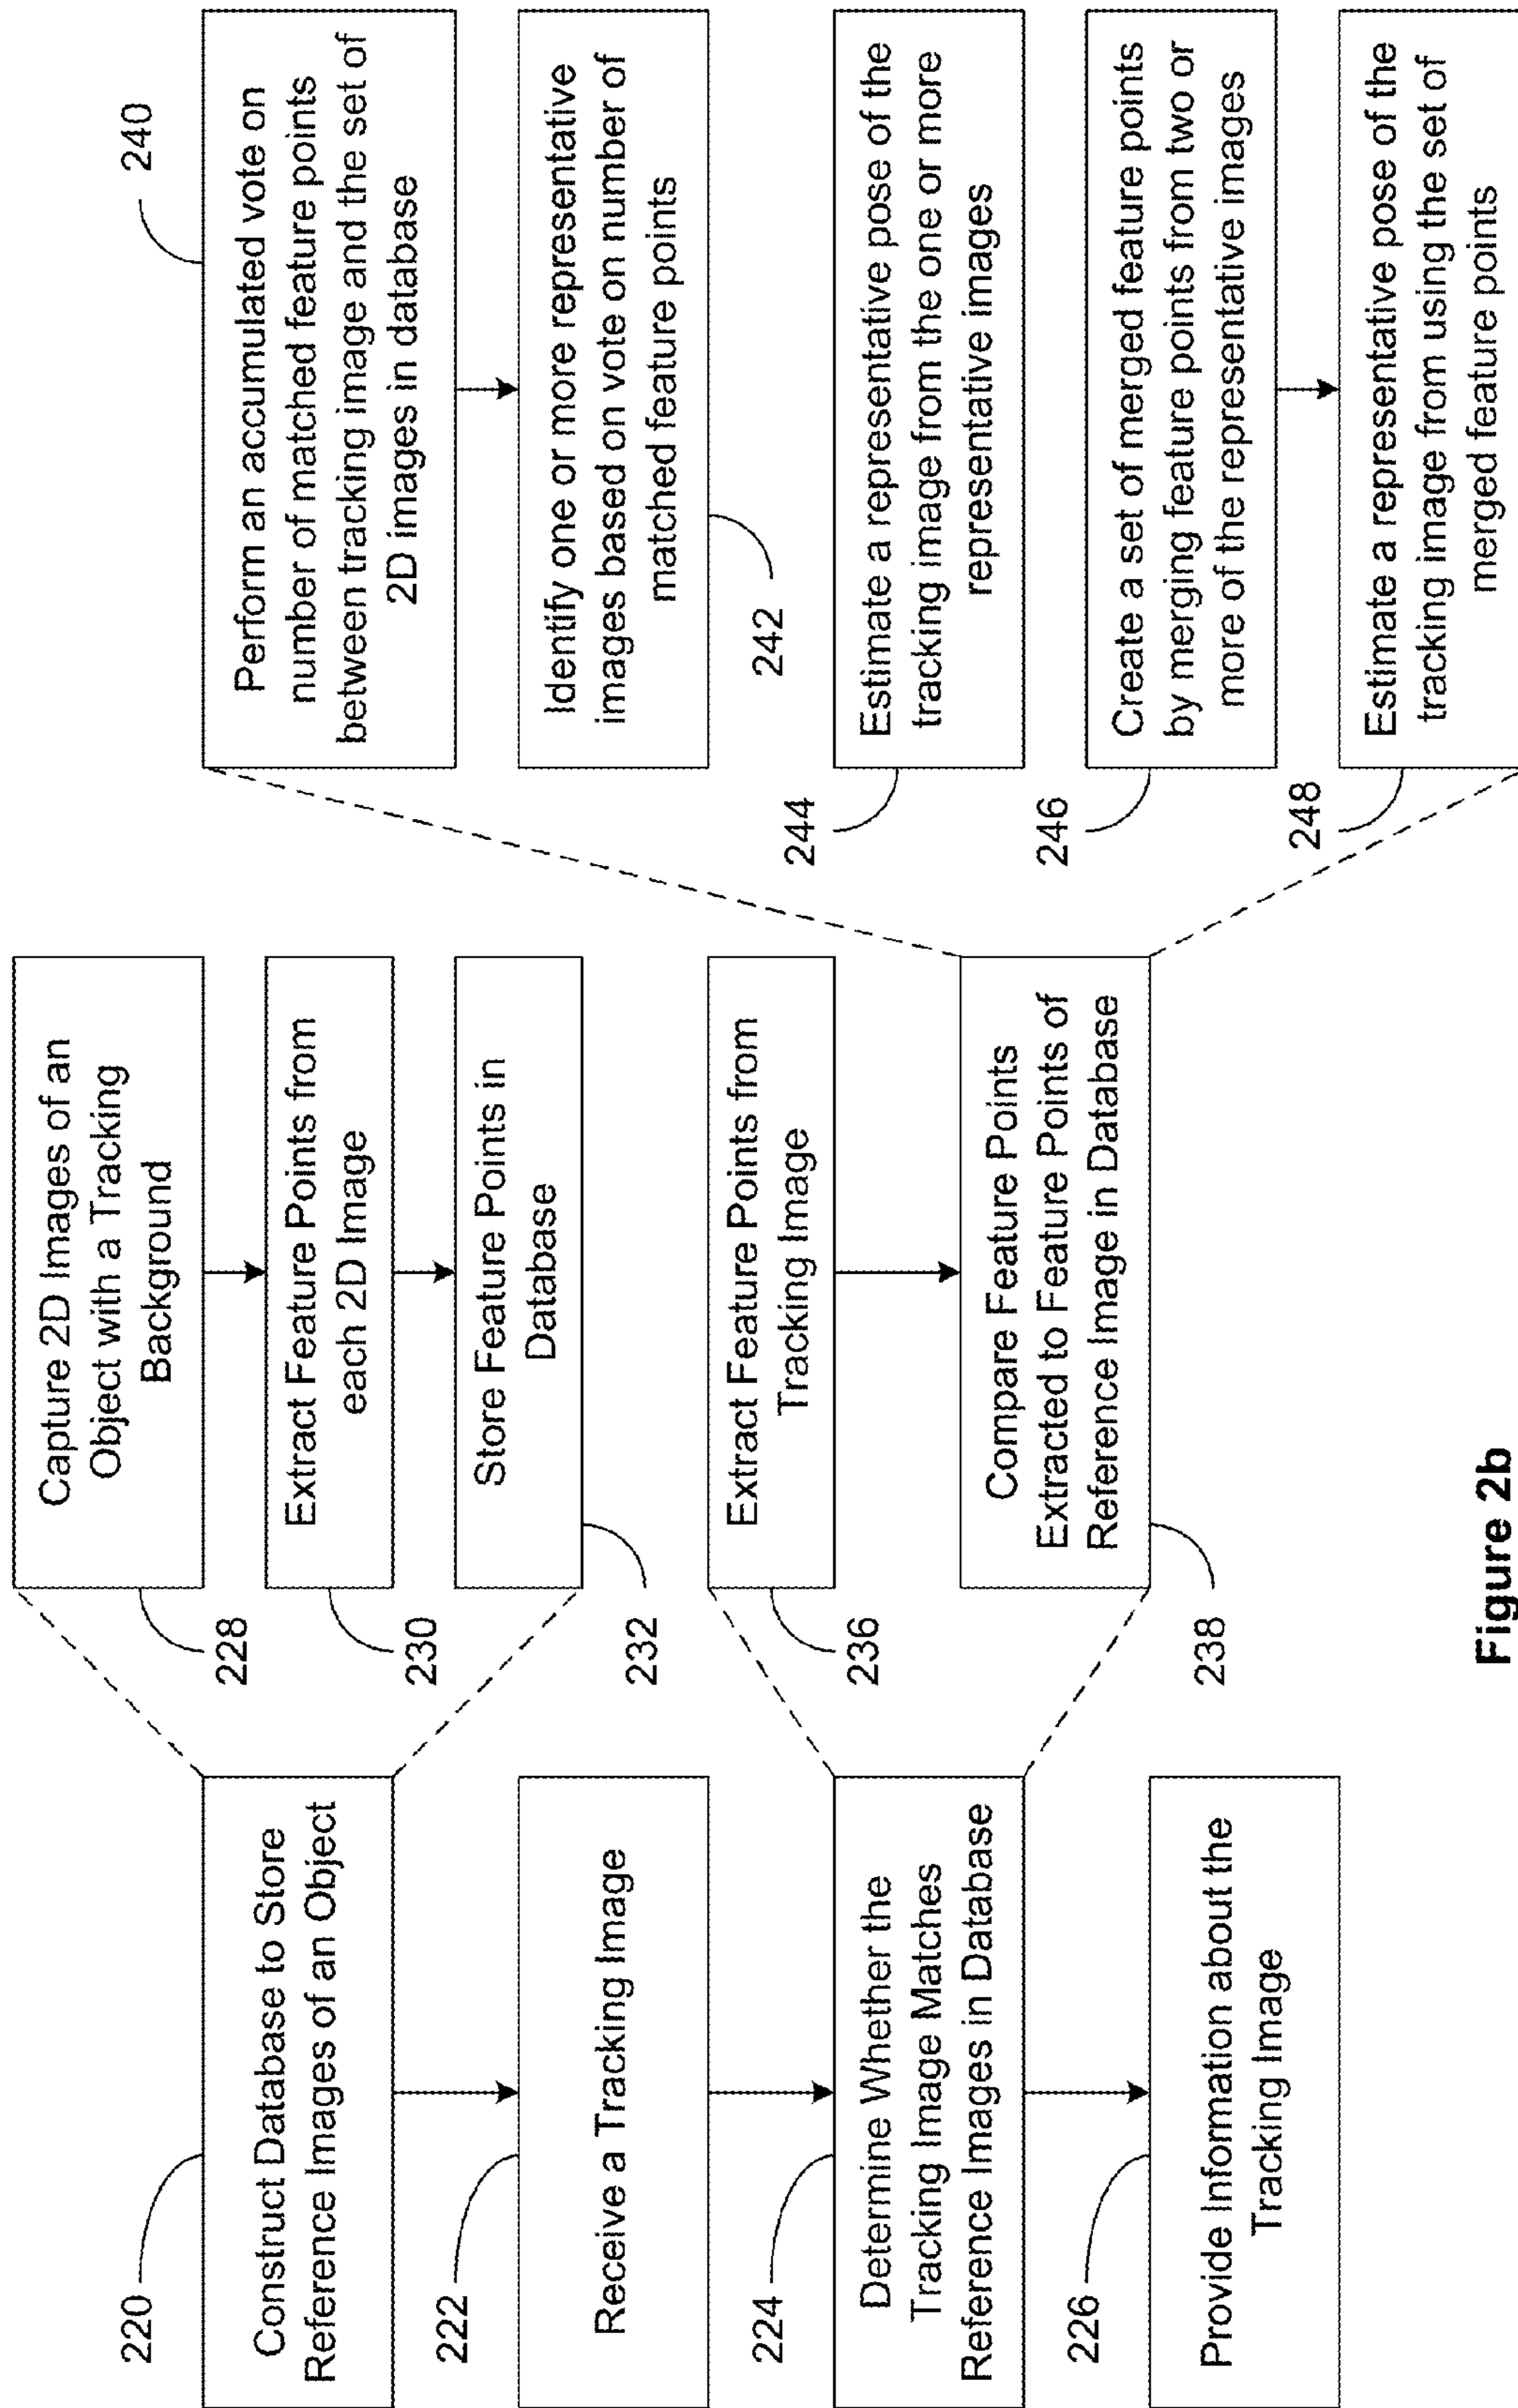 220
Construct Database to Store
Reference Images of an Object
222
Receive a Tracking Image
224
Determine Whether the
Tracking Image Matches
Reference Images in Database
226
Provide Information about the
Tracking Image
228
Capture 2D Images of an
Object with a Tracking
Background
230
Extract Feature Points from
each 2D Image
232
Store Feature Points in
Database
236
Extract Feature Points from
Tracking Image
238
Compare Feature Points
Extracted to Feature Points of
Reference Image in Database
240
Perform an accumulated vote on
number of matched feature points
between tracking image and the set of
2D images in database
242
Identify one or more representative
images based on vote on number of
matched feature points
244
Estimate a representative pose of the
tracking image from the one or more
representative images
246
Create a set of merged feature points
by merging feature points from two or
more of the representative images
248
Estimate a representative pose of the
tracking image from using the set of
merged feature points
Figure 2b